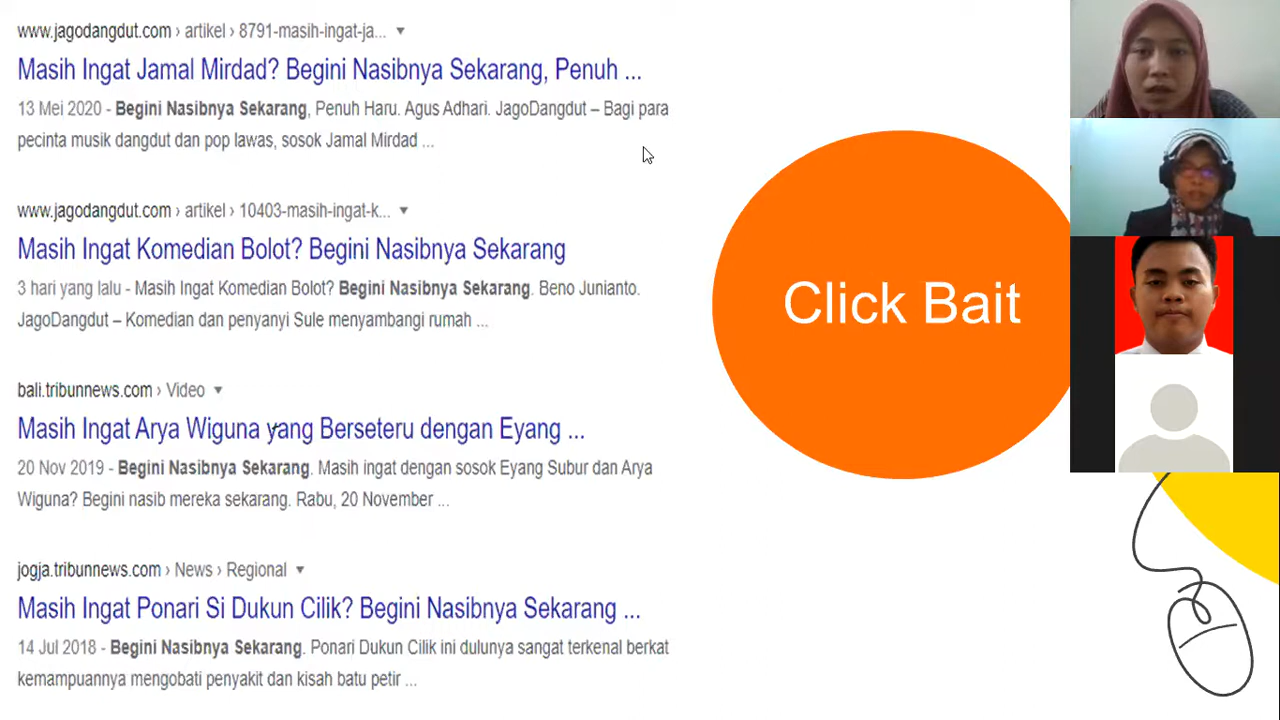 www.jagodangdut.com › artikel › 8791-masih-ingat-ja...
Masih Ingat Jamal Mirdad? Begini Nasibnya Sekarang, Penuh ...
13 Mei 2020 - Begini Nasibnya Sekarang, Penuh Haru. Agus Adhari. JagoDangdut – Bagi para
pecinta musik dangdut dan pop lawas, sosok Jamal Mirdad ...
www.jagodangdut.com › artikel › 10403-masih-ingat-k...
Masih Ingat Komedian Bolot? Begini Nasibnya Sekarang
3 hari yang lalu - Masih Ingat Komedian Bolot? Begini Nasibnya Sekarang. Beno Junianto.
JagoDangdut – Komedian dan penyanyi Sule menyambangi rumah ...
bali.tribunnews.com › Video
Masih Ingat Arya Wiguna yang Berseteru dengan Eyang ...
20 Nov 2019 - Begini Nasibnya Sekarang. Masih ingat dengan sosok Eyang Subur dan Arya
Wiguna? Begini nasib mereka sekarang. Rabu, 20 November ...
jogja.tribunnews.com › News › Regional
Masih Ingat Ponari Si Dukun Cilik? Begini Nasibnya Sekarang ...
14 Jul 2018 - Begini Nasibnya Sekarang. Ponari Dukun Cilik ini dulunya sangat terkenal berkat
kemampuannya mengobati penyakit dan kisah batu petir ...
Click Bait